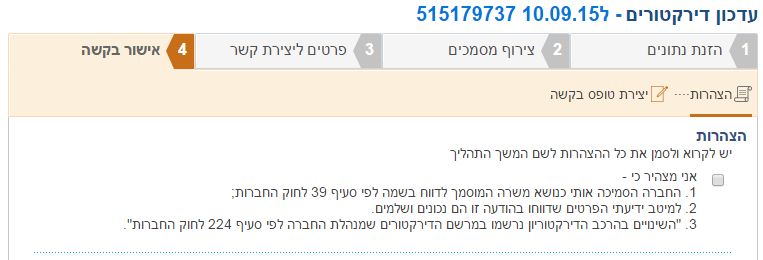 עדכון דירקטורים - ל10.09.15 515179737
1 הזנת נתונים 2 צירוף מסמכים 3 פרטים ליצירת קשר 4 אישור בקשה
הצהרות .... יצירת טופס בקשה
הצהרות
יש לקרוא ולסמן את כל ההצהרות לשם המשך התהליך
אני מצהיר כי -
1. החברה הסמיכה אותי כנושא משרה המוסמך לדווח בשמה לפי סעיף 39 לחוק החברות;
2. למיטב ידיעתי הפרטים שדווחו בהודעה זו הם נכונים ושלמים.
3. "השינויים בהרכב הדירקטוריון נרשמו במרשם הדירקטורים שמנהלת החברה לפי סעיף 224 לחוק החברות".